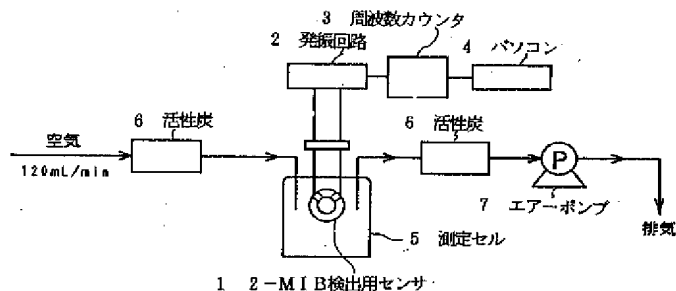 3 周波数カウンタ
2 発振回路
4 パソコン
6 活性炭
6 活性炭
空気
120mL/min
P
7 エアーポンプ
排気
5 測定セル
1 2-MIB検出用センサ